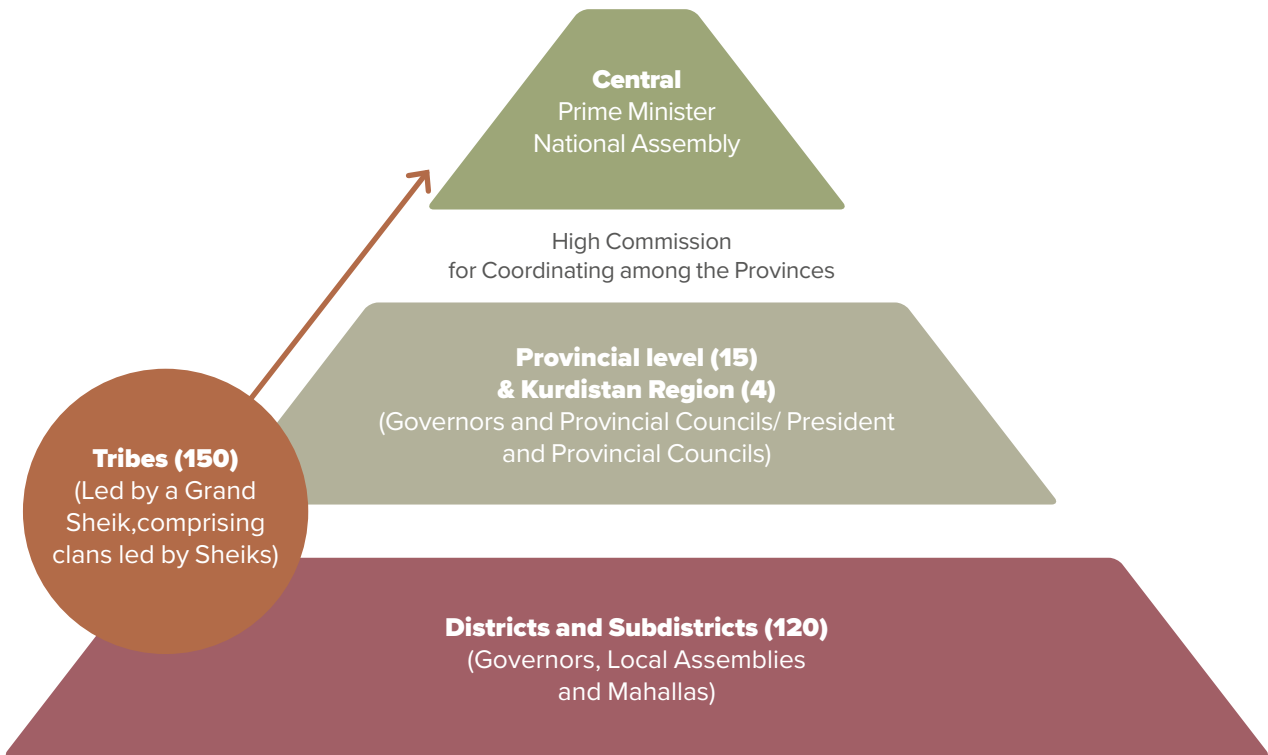 Central
Prime Minister
National Assembly
High Commission
for Coordinating among the Provinces
Provincial level (15)
& Kurdistan Region (4)
(Governors and Provincial Councils/ President
and Provincial Councils)
Tribes (150)
(Led by a Grand
Sheik,comprising
clans led by Sheiks)
Districts and Subdistricts (120)
(Governors, Local Assemblies
and Mahallas)